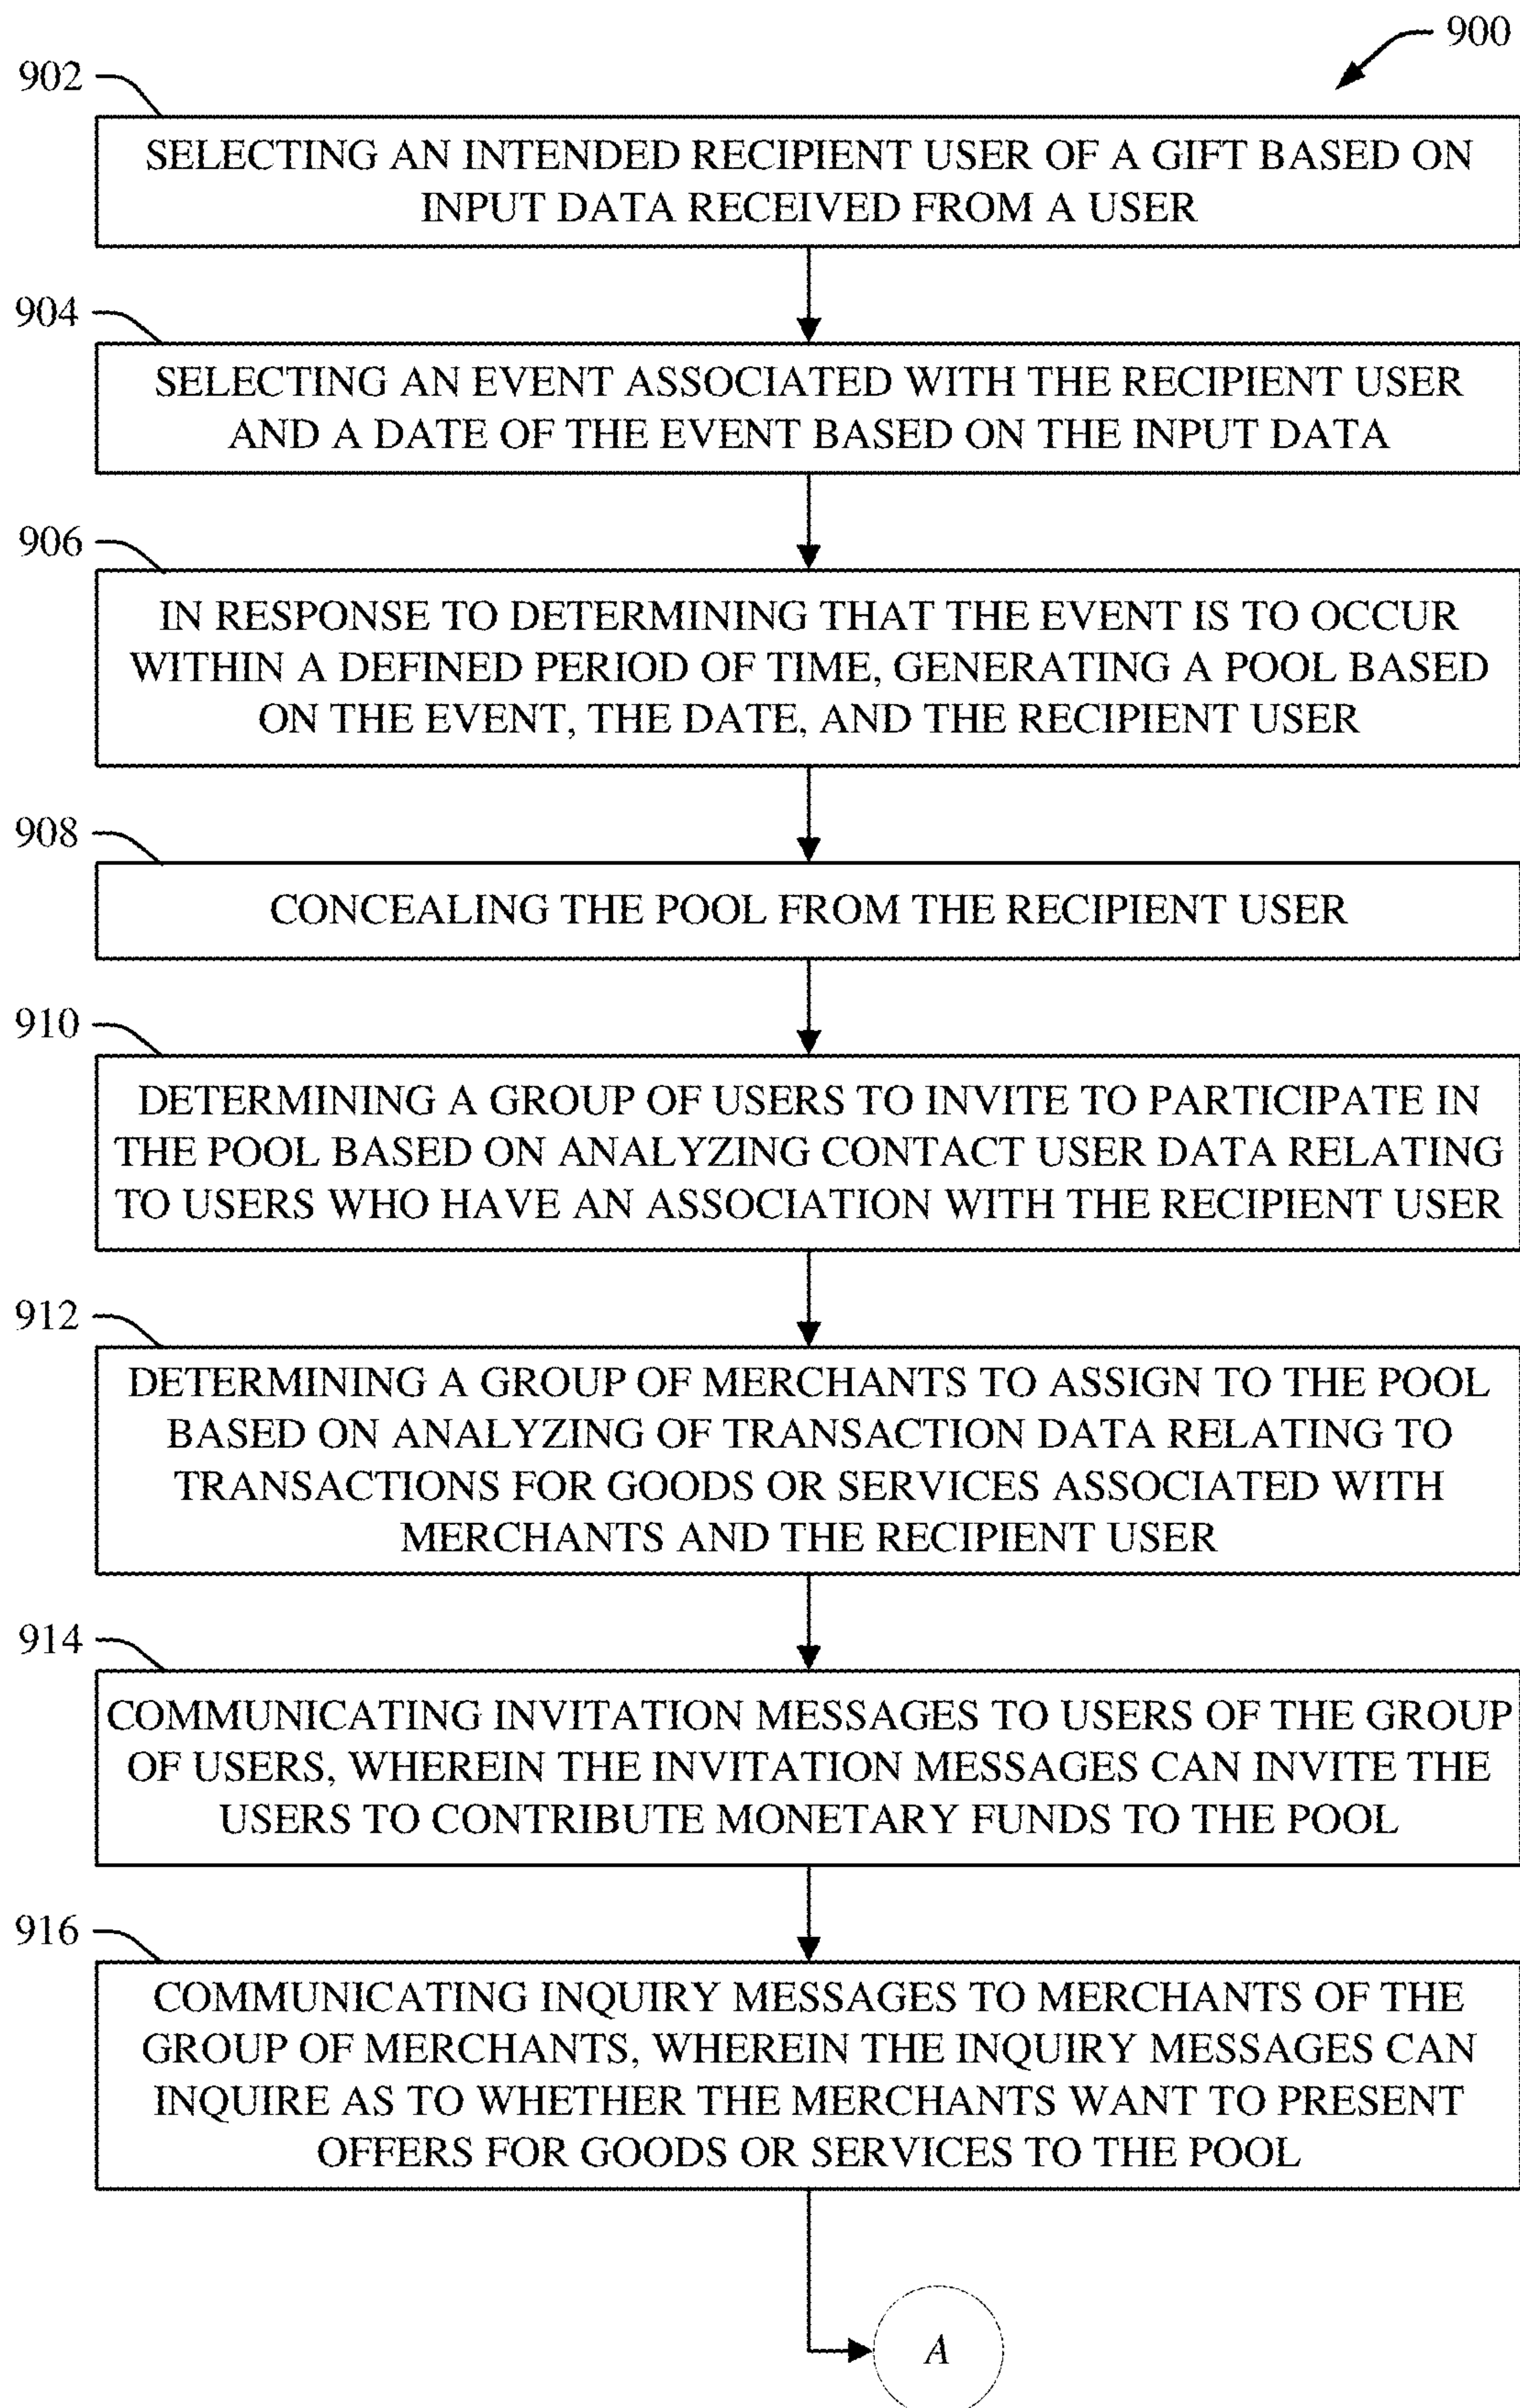 900
902
SELECTING AN INTENDED RECIPIENT USER OF A GIFT BASED ON
INPUT DATA RECEIVED FROM A USER
904
SELECTING AN EVENT ASSOCIATED WITH THE RECIPIENT USER
AND A DATE OF THE EVENT BASED ON THE INPUT DATA
906
IN RESPONSE TO DETERMINING THAT THE EVENT IS TO OCCUR
WITHIN A DEFINED PERIOD OF TIME, GENERATING A POOL BASED
ON THE EVENT, THE DATE, AND THE RECIPIENT USER
908
CONCEALING THE POOL FROM THE RECIPIENT USER
910
DETERMINING A GROUP OF USERS TO INVITE TO PARTICIPATE IN
THE POOL BASED ON ANALYZING CONTACT USER DATA RELATING
TO USERS WHO HAVE AN ASSOCIATION WITH THE RECIPIENT USER
912
DETERMINING A GROUP OF MERCHANTS TO ASSIGN TO THE POOL
BASED ON ANALYZING OF TRANSACTION DATA RELATING TO
TRANSACTIONS FOR GOODS OR SERVICES ASSOCIATED WITH
MERCHANTS AND THE RECIPIENT USER
914
COMMUNICATING INVITATION MESSAGES TO USERS OF THE GROUP
OF USERS, WHEREIN THE INVITATION MESSAGES CAN INVITE THE
USERS TO CONTRIBUTE MONETARY FUNDS TO THE POOL
916
COMMUNICATING INQUIRY MESSAGES TO MERCHANTS OF THE
GROUP OF MERCHANTS, WHEREIN THE INQUIRY MESSAGES CAN
INQUIRE AS TO WHETHER THE MERCHANTS WANT TO PRESENT
OFFERS FOR GOODS OR SERVICES TO THE POOL
A